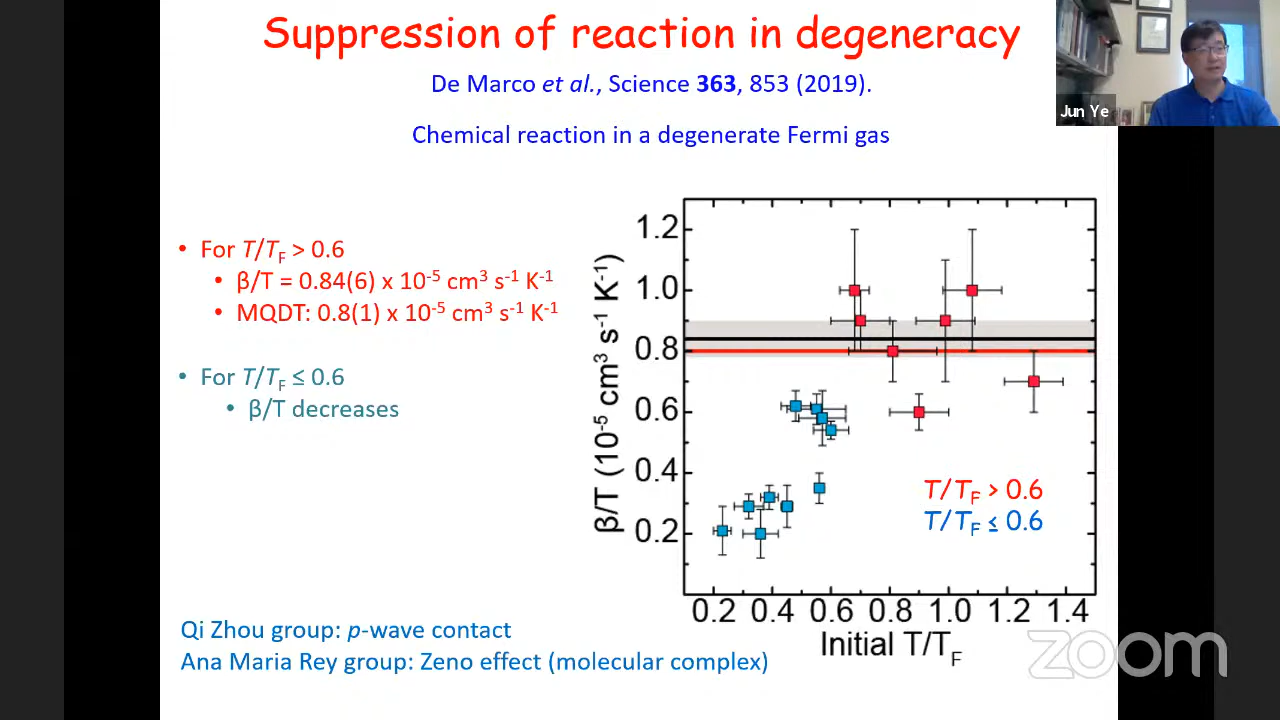 Suppression of reaction in degeneracy
De Marco et al., Science 363, 853 (2019).
Chemical reaction in a degenerate Fermi gas
Jun Ye
• For T/TF > 0.6
• β/T = 0.84(6) x 10-5 cm3 s-1 K-1
• MQDT: 0.8(1) x 10-5 cm3 s-1 K-1
• For T/TF ≤ 0.6
• β/T decreases
β/T (10-5 cm3 s-1 K-1)
1.2
1.0
0.8
0.6
0.4
0.2
T/TF > 0.6
T/TF ≤ 0.6
0.2 0.4 0.6 0.8 1.0 1.2 1.4
Initial T/TF
Qi Zhou group: p-wave contact
Ana Maria Rey group: Zeno effect (molecular complex)
zoom